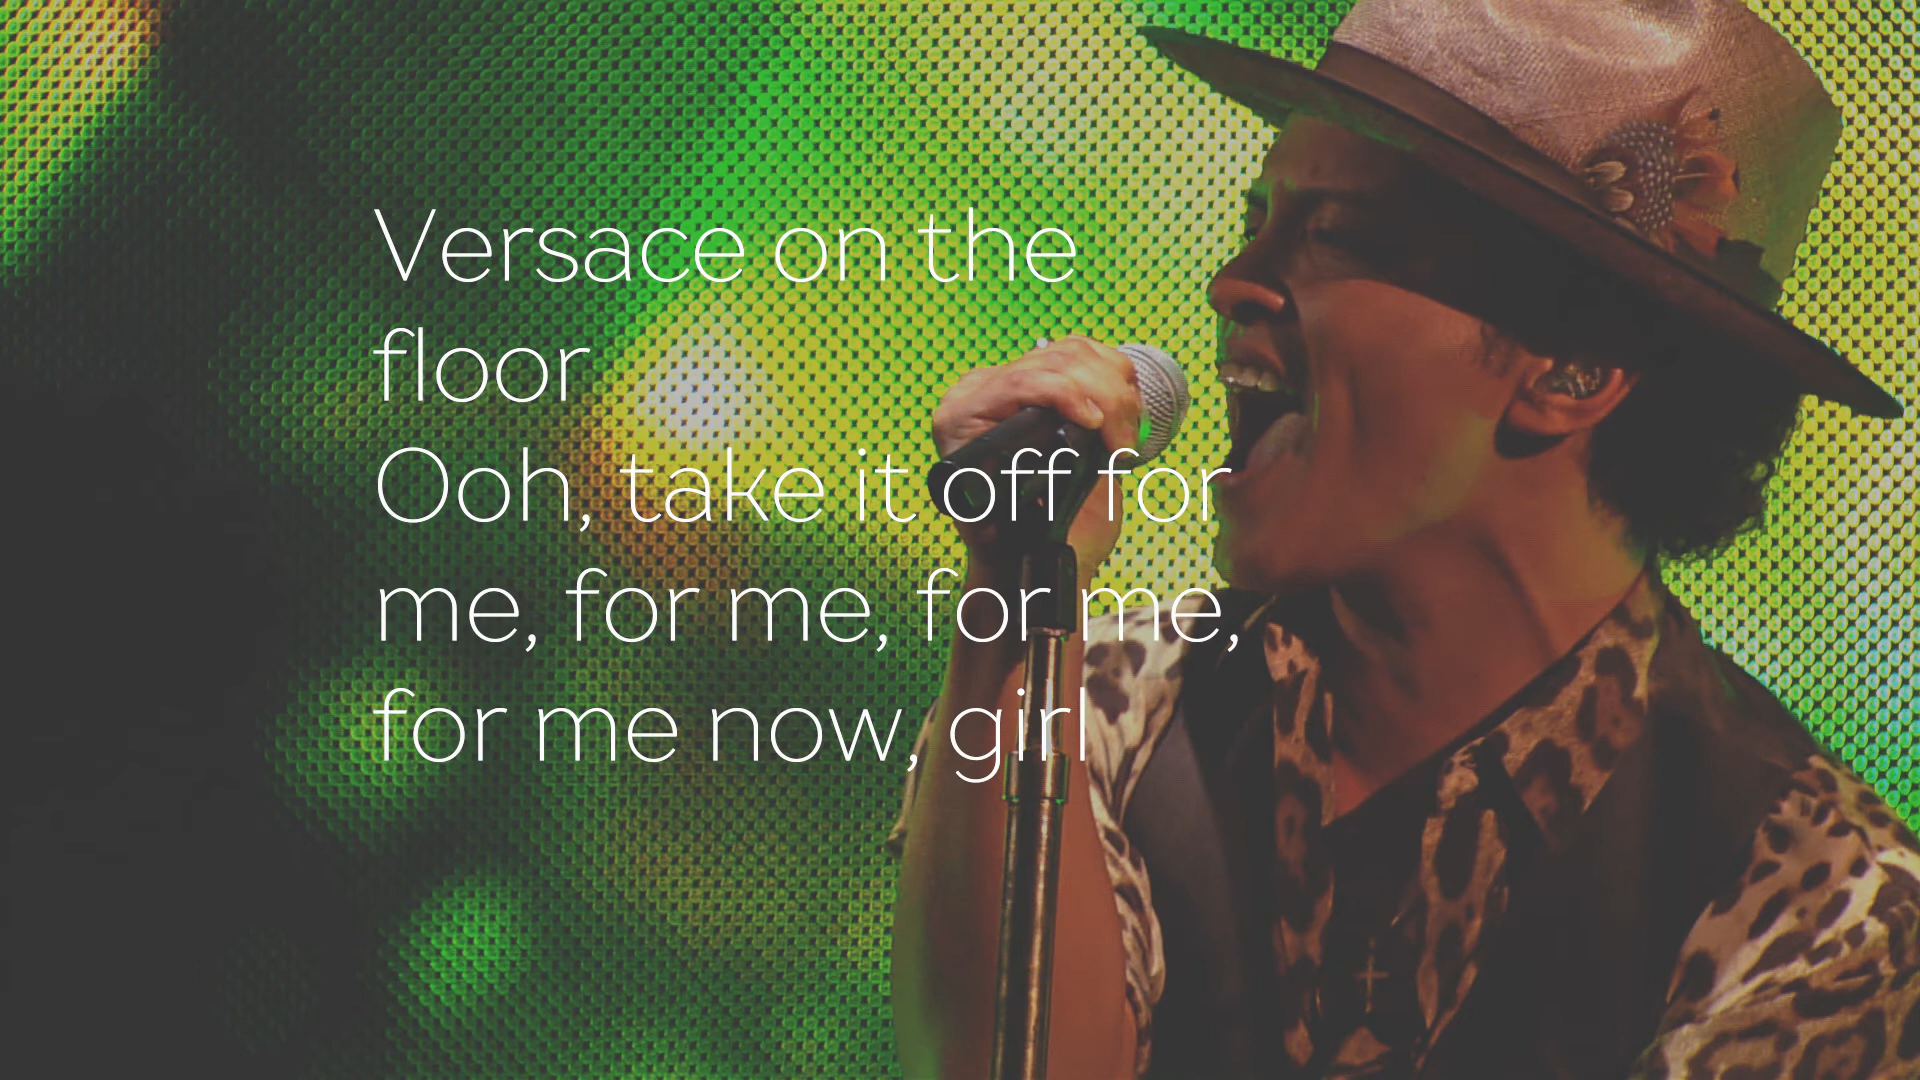 Versace on the
floor
Ooh, take it off for
me, for me, for me,
for me now, girl